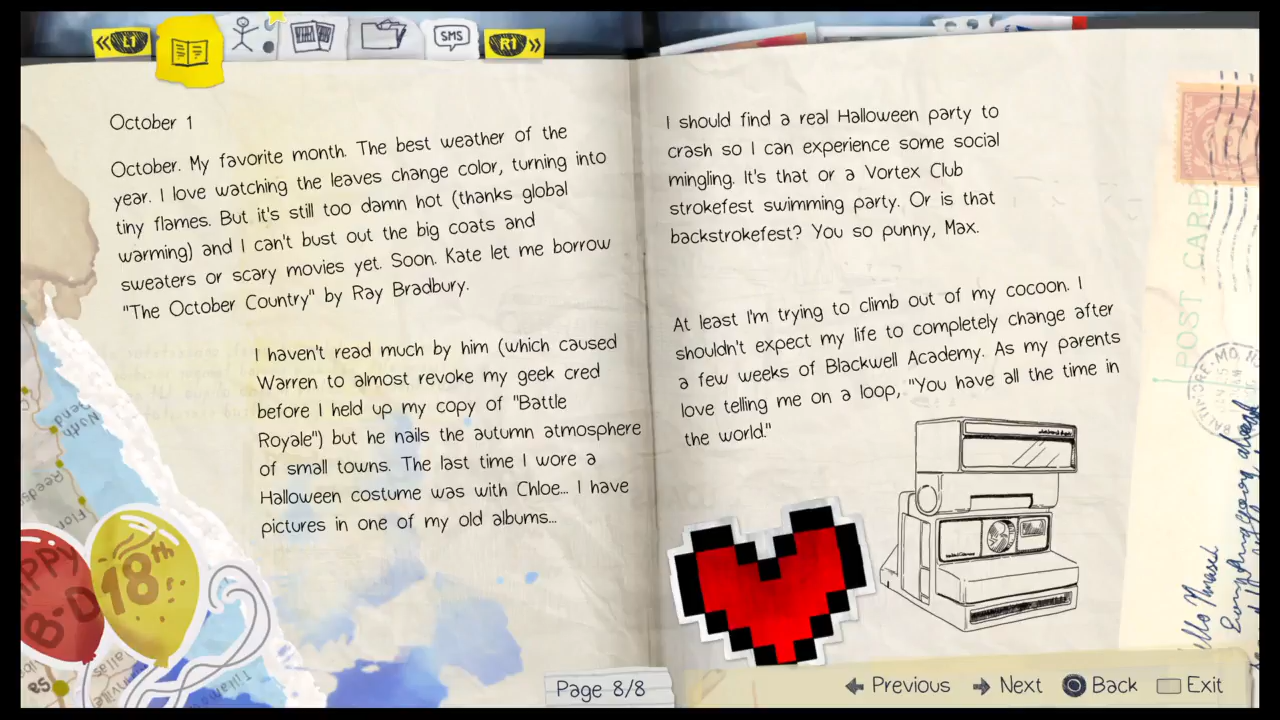 L1
SMS
R1
October 1
October. My favorite month. The best weather of the
year. I love watching the leaves change color, turning into
tiny flames. But it's still too damn hot (thanks global
warming) and I can't bust out the big coats and
sweaters or scary movies yet. Soon. Kate let me borrow
"The October Country" by Ray Bradbury.
I haven't read much by him (which caused
Warren to almost revoke my geek cred
before I held up my copy of "Battle
Royale") but he nails the autumn atmosphere
of small towns. The last time I wore a
Halloween costume was with Chloe... I have
pictures in one of my old albums...
I should find a real Halloween party to
crash so I can experience some social
mingling. It's that or a Vortex Club
strokefest swimming party. Or is that
backstrokefest? You so punny, Max.
At least I'm trying to climb out of my cocoon. I
shouldn't expect my life to completely change after
a few weeks of Blackwell Academy. As my parents
love telling me on a loop, "You have all the time in
the world."
North
Bend
HAPPY
B-D
18th
POST CARD
Page 8/8
Previous
Next
Back
Exit